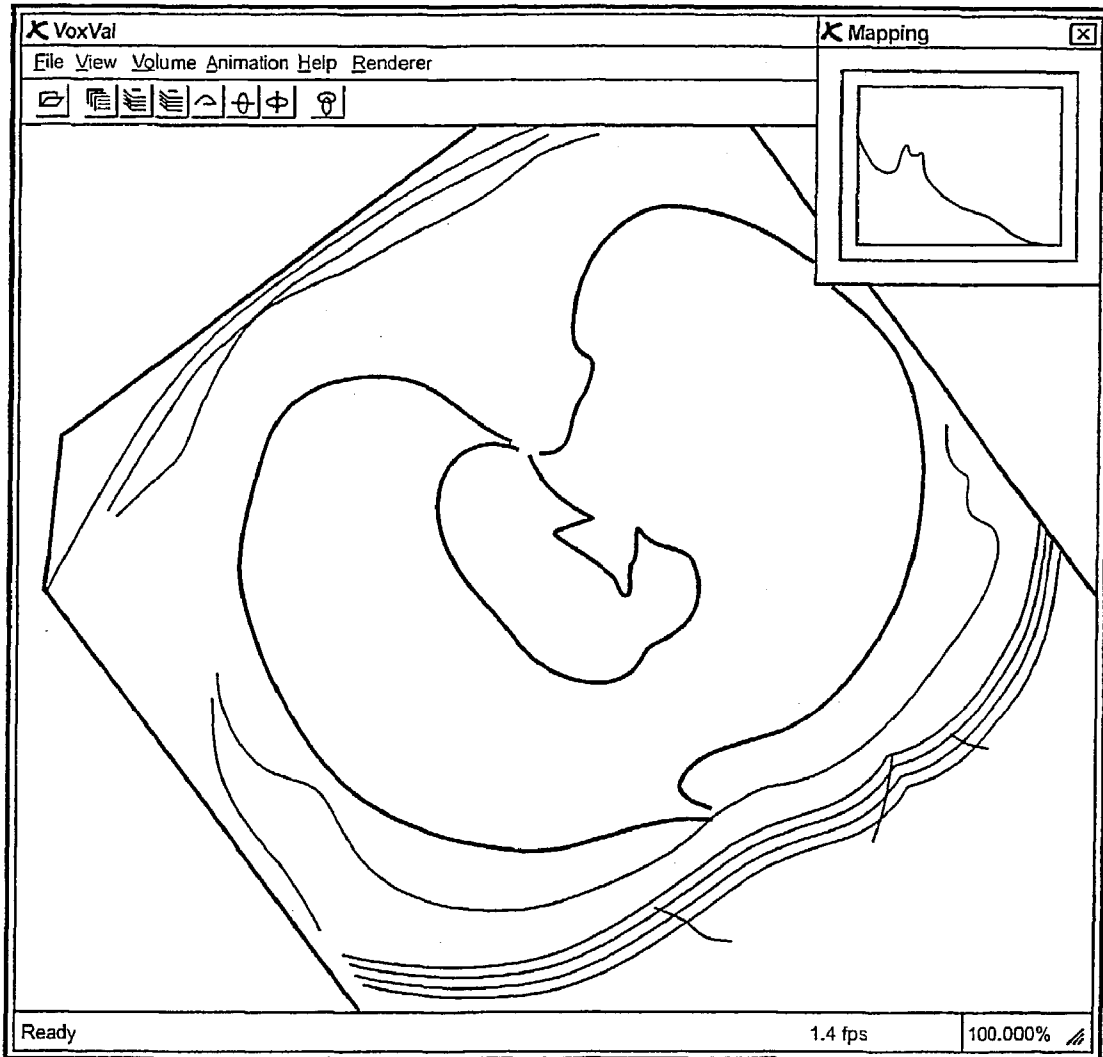 VoxVal
Mapping
File View Volume Animation Help Renderer
Ready
1.4 fps
100.000%